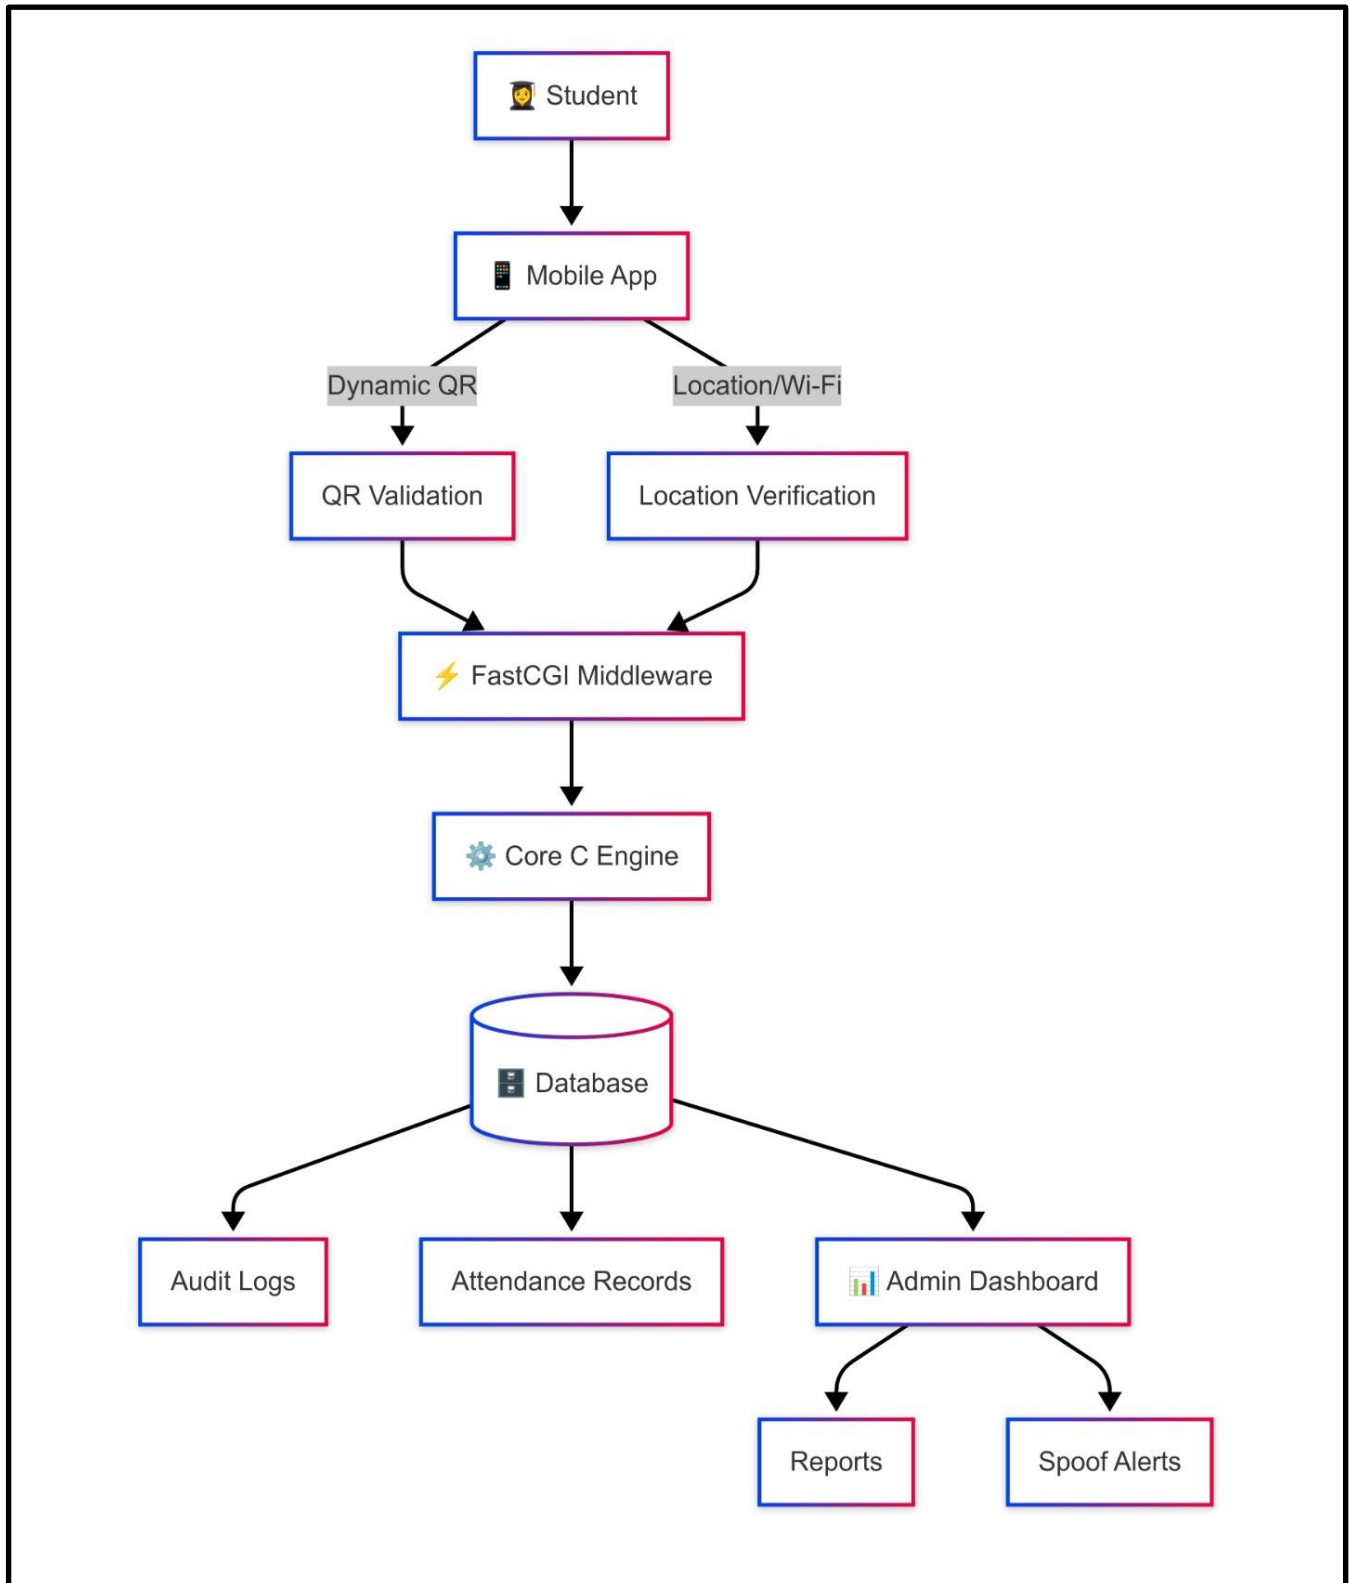 Student
Mobile App
Dynamic QR
Location/Wi-Fi
QR Validation
Location Verification
FastCGI Middleware
Core C Engine
Database
Audit Logs
Attendance Records
Admin Dashboard
Reports
Spoof Alerts